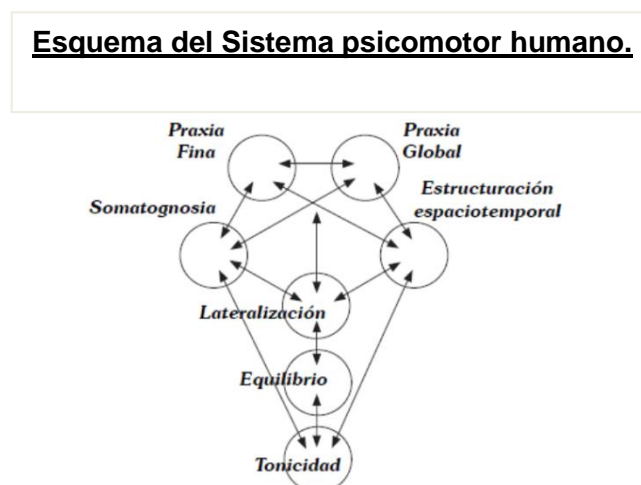 Esquema del Sistema psicomotor humano.
Praxia
Fina
Praxia
Global
Somatognosia
Estructuración
espaciotemporal
Lateralización
Equilibrio
Tonicidad